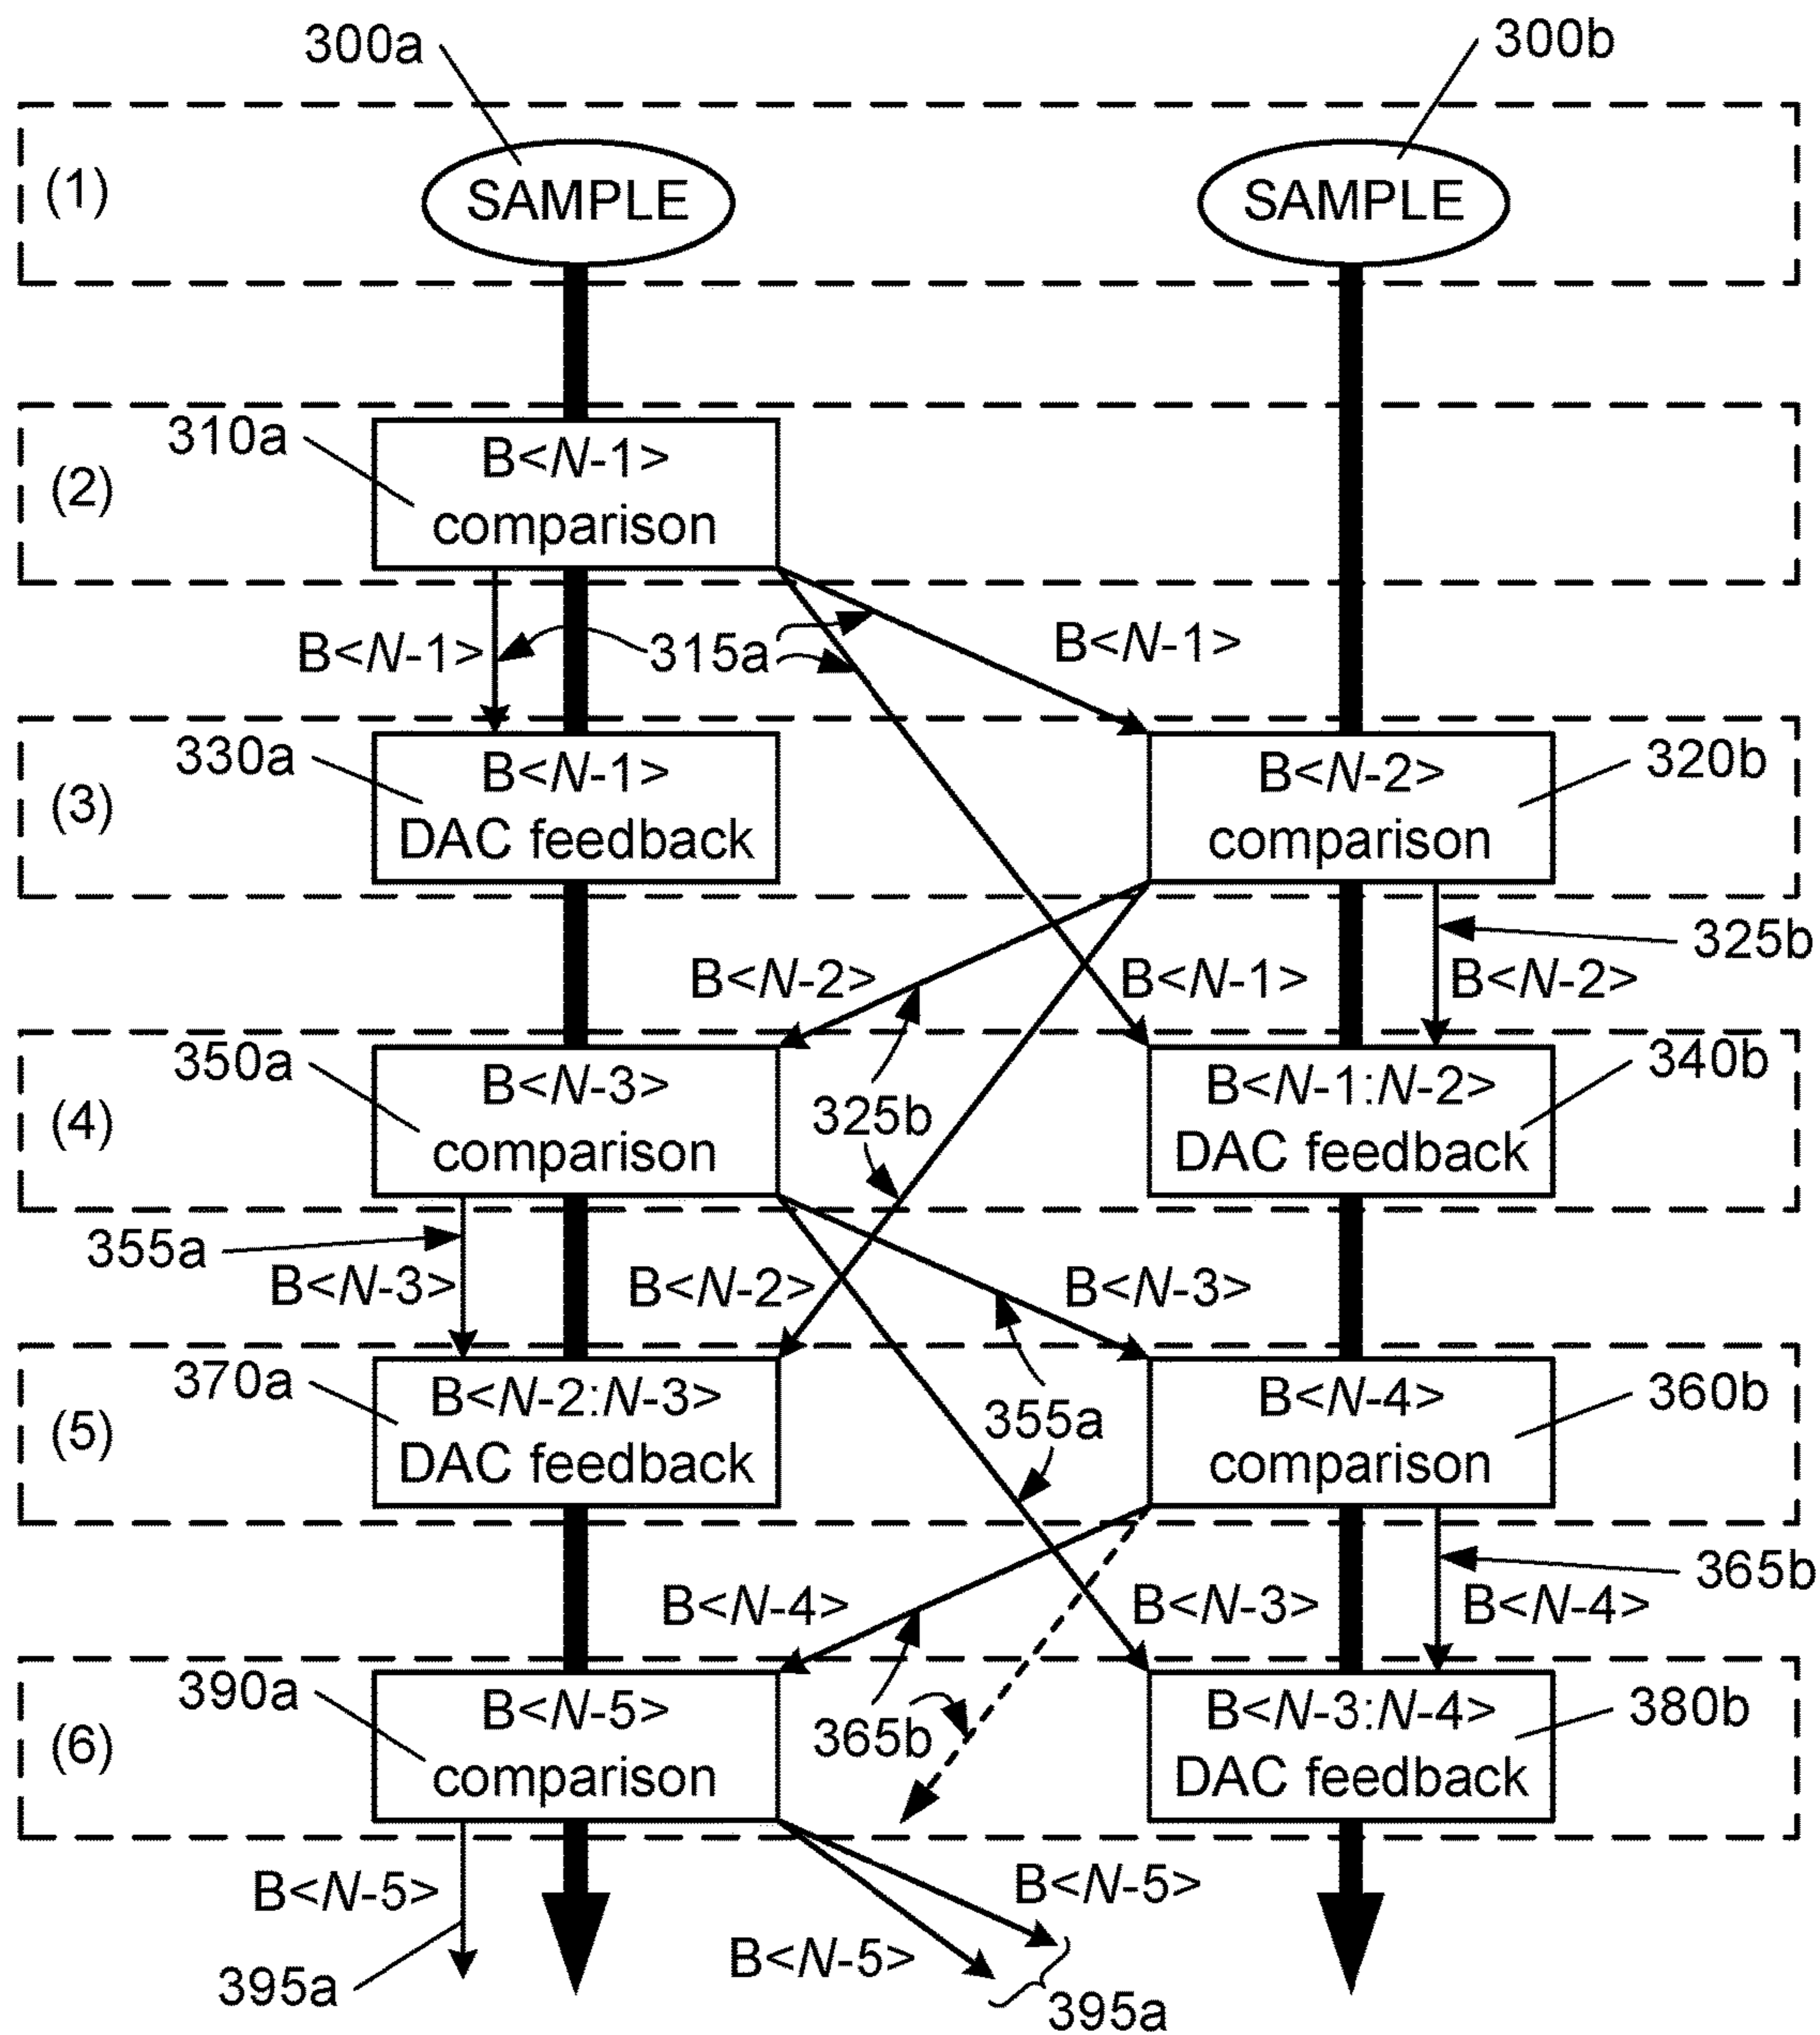 300a
300b
(1)
SAMPLE
SAMPLE
310a
(2)
B<N-1>
comparison
B<N-1>
315a
B<N-1>
330a
(3)
B<N-1>
DAC feedback
B<N-2>
comparison
320b
325b
B<N-2>
B<N-1>
B<N-2>
350a
(4)
B<N-3>
comparison
325b
B<N-1:N-2>
DAC feedback
340b
355a
B<N-3>
B<N-2>
B<N-3>
370a
(5)
B<N-2:N-3>
DAC feedback
355a
B<N-4>
comparison
360b
365b
B<N-4>
B<N-3>
B<N-4>
390a
(6)
B<N-5>
comparison
365b
B<N-3:N-4>
DAC feedback
380b
B<N-5>
B<N-5>
B<N-5>
395a
395a